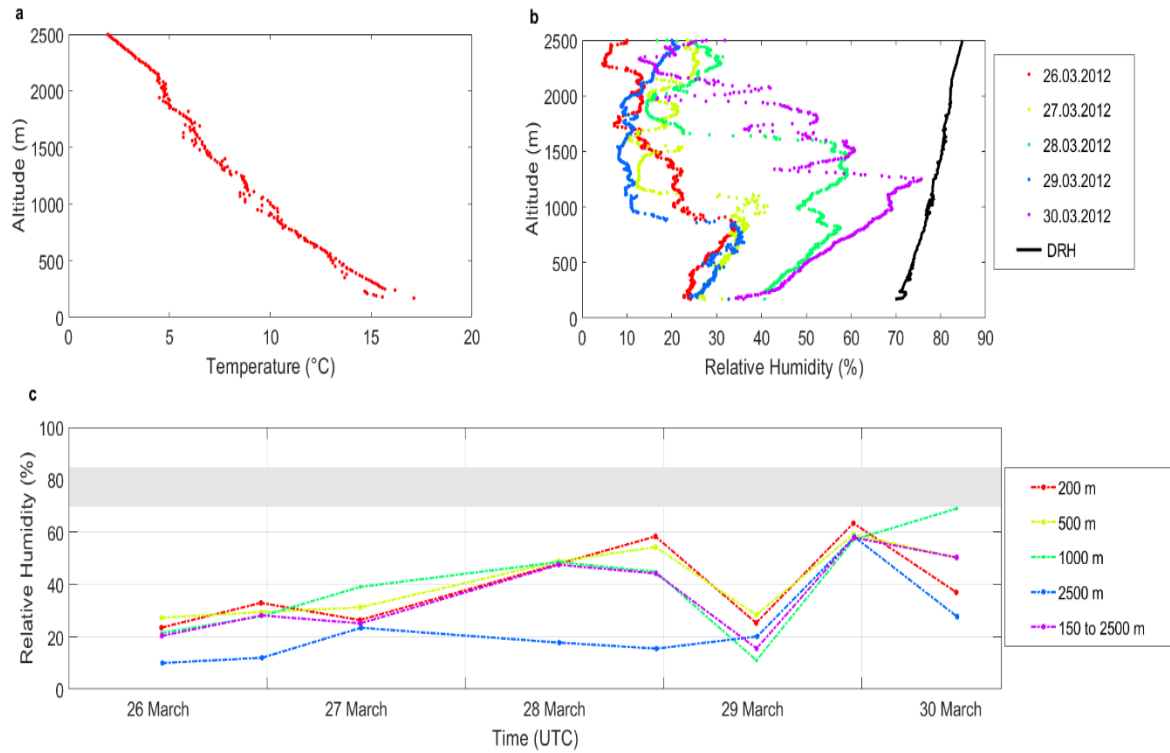 a
2500
2000
1500
1000
500
0
Altitude (m)
0 5 10 15 20
Temperature (°C)
b
2500
2000
1500
1000
500
0
Altitude (m)
0 10 20 30 40 50 60 70 80 90
Relative Humidity (%)
26.03.2012
27.03.2012
28.03.2012
29.03.2012
30.03.2012
DRH
c
100
80
60
40
20
0
Relative Humidity (%)
26 March 27 March 28 March 29 March 30 March
Time (UTC)
200 m
500 m
1000 m
2500 m
150 to 2500 m